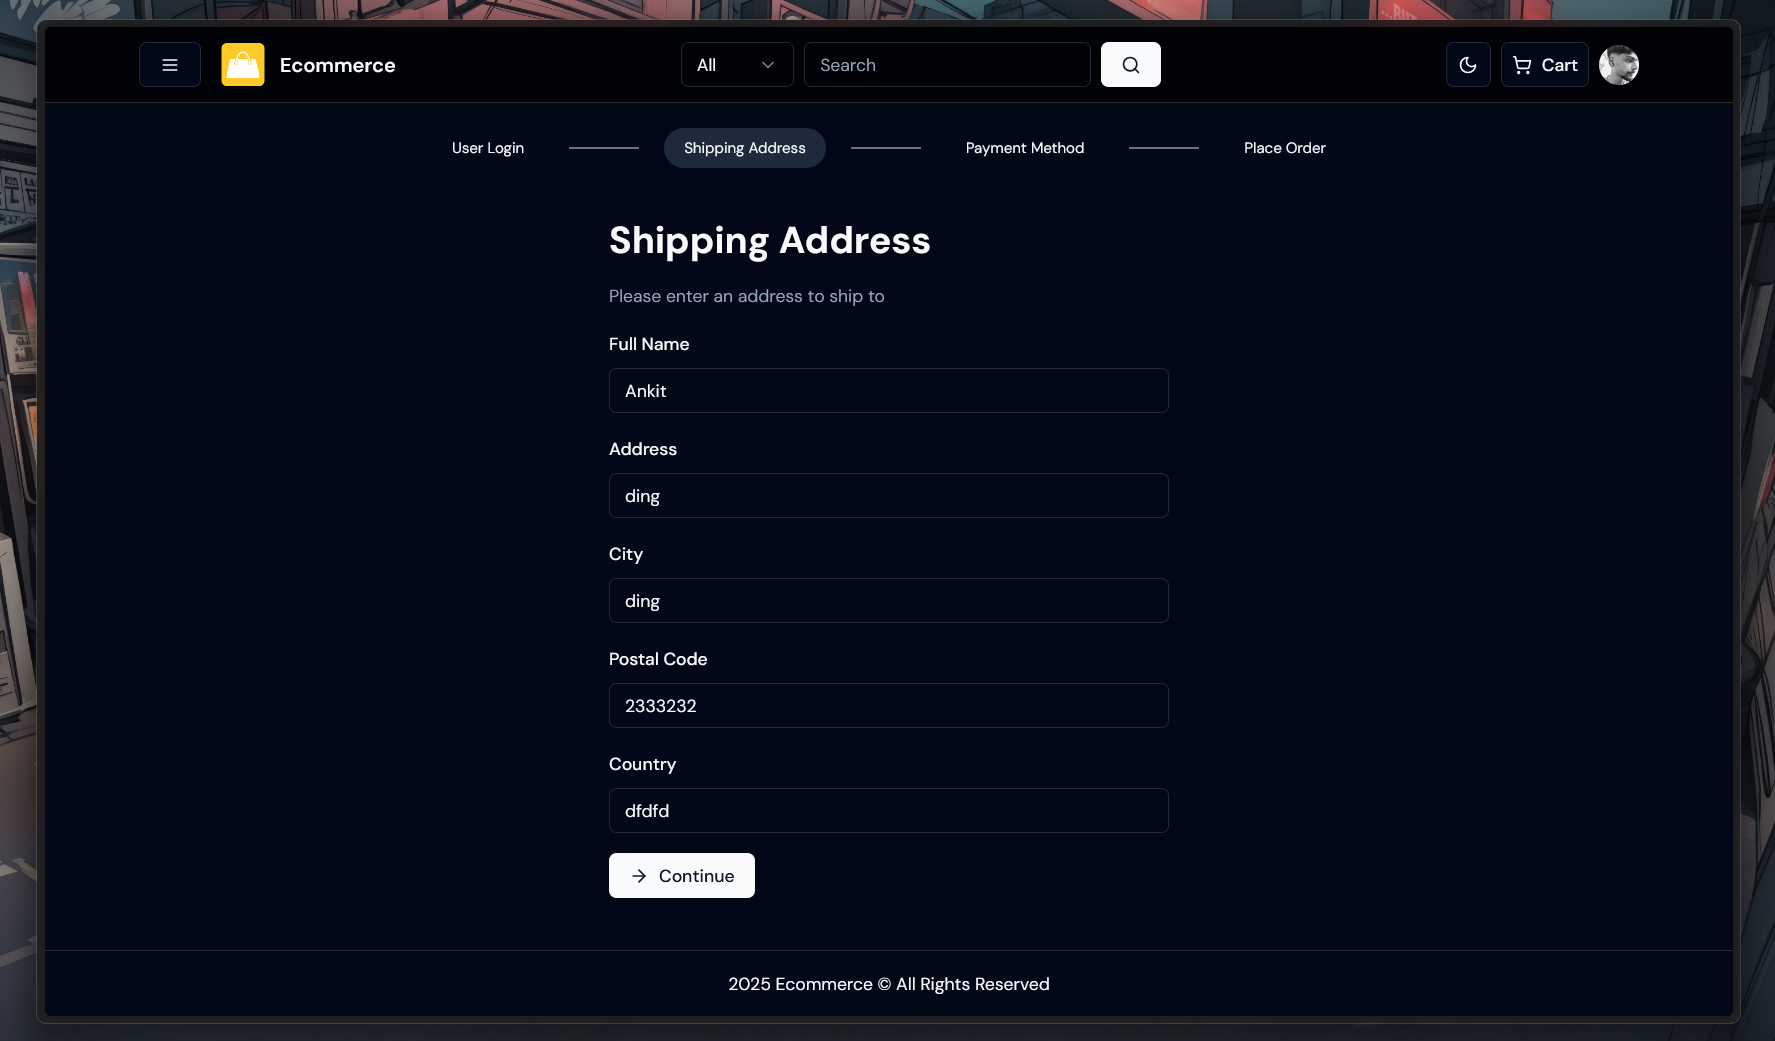 Ecommerce
All
Search
Cart
User Login
Shipping Address
Payment Method
Place Order
Shipping Address
Please enter an address to ship to
Full Name
Ankit
Address
ding
City
ding
Postal Code
2333232
Country
dfdfd
Continue
2025 Ecommerce © All Rights Reserved